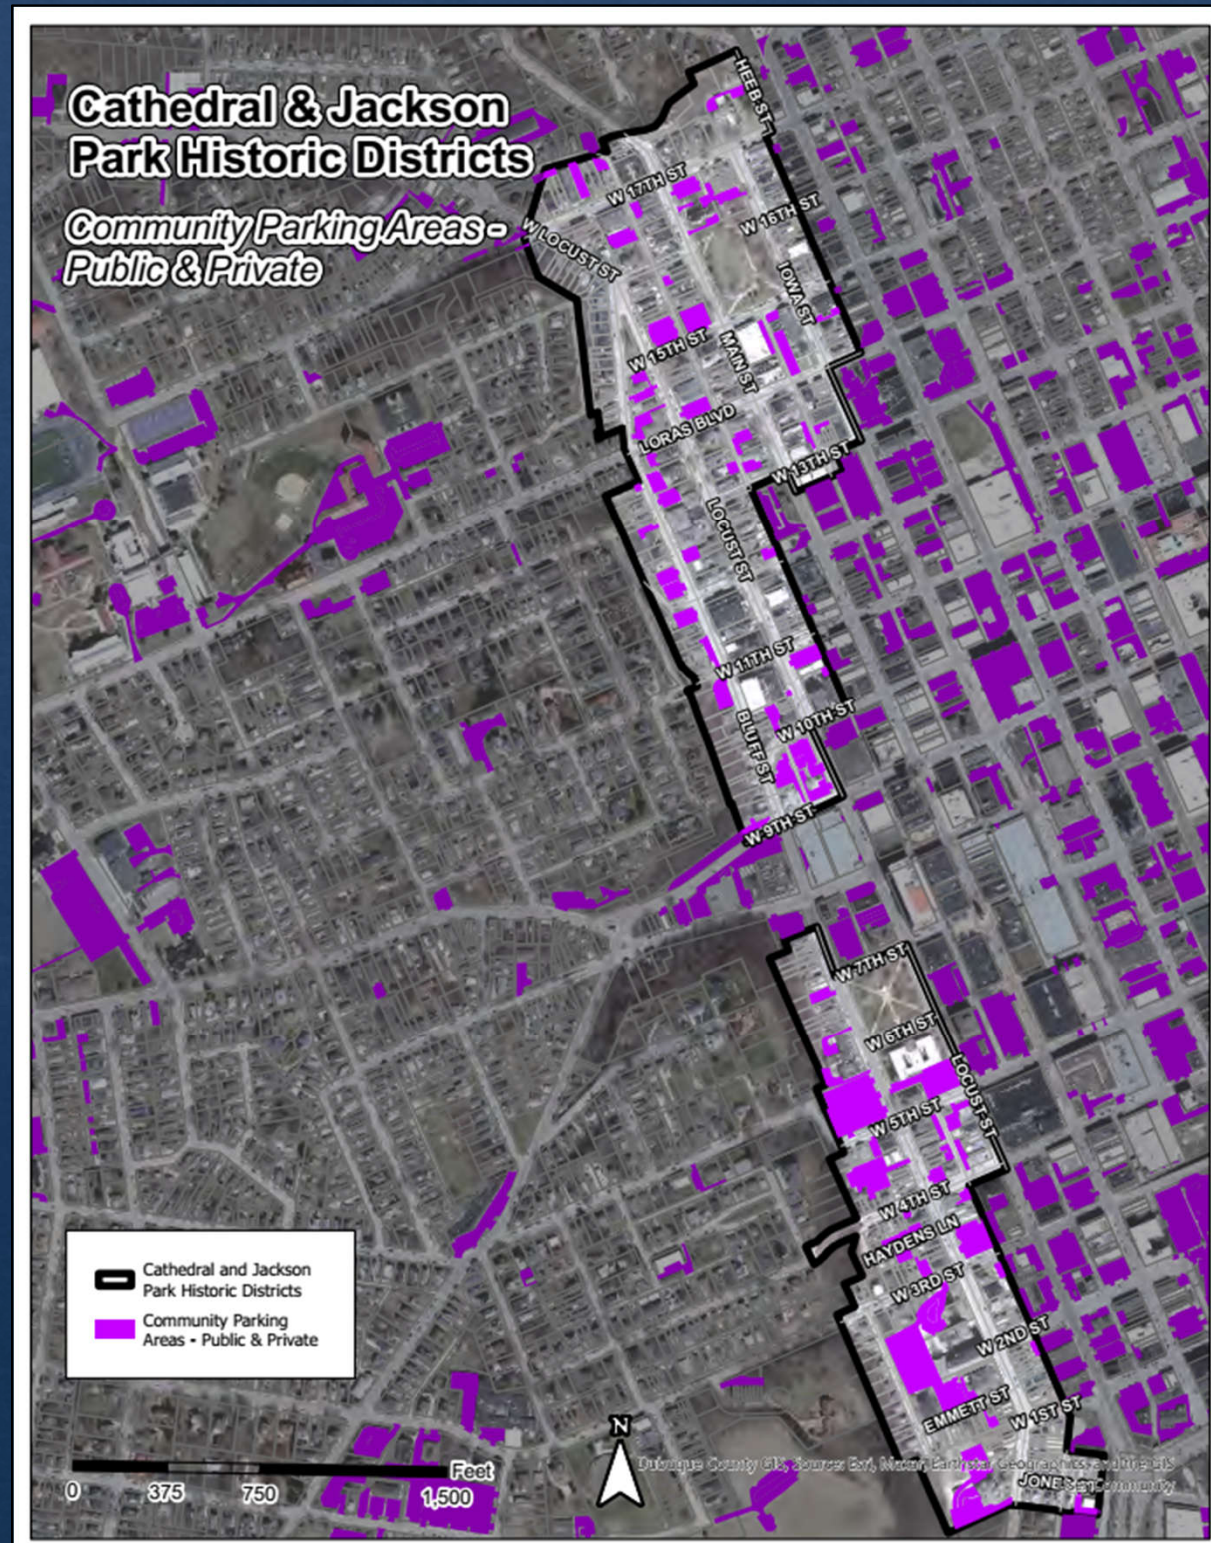 Cathedral & Jackson
Park Historic Districts
Community Parking Areas -
Public & Private
HEEB ST
W 17TH ST
W 16TH ST
W LOCUST ST
IOWA ST
W 15TH ST
MAIN ST
LORAS BLVD
W 13TH ST
LOCUST ST
W 11TH ST
W 10TH ST
BLUFF ST
W 9TH ST
W 7TH ST
W 6TH ST
LOCUST ST
W 5TH ST
W 4TH ST
HAYDENS LN
W 3RD ST
W 2ND ST
EMMETT ST
W 1ST ST
Cathedral and Jackson
Park Historic Districts
Community Parking
Areas - Public & Private
N
Feet
0 375 750 1,500
Dubuque County GIS, Source: Esri, Maxar, Earthstar Geographics, and the GIS
User Community